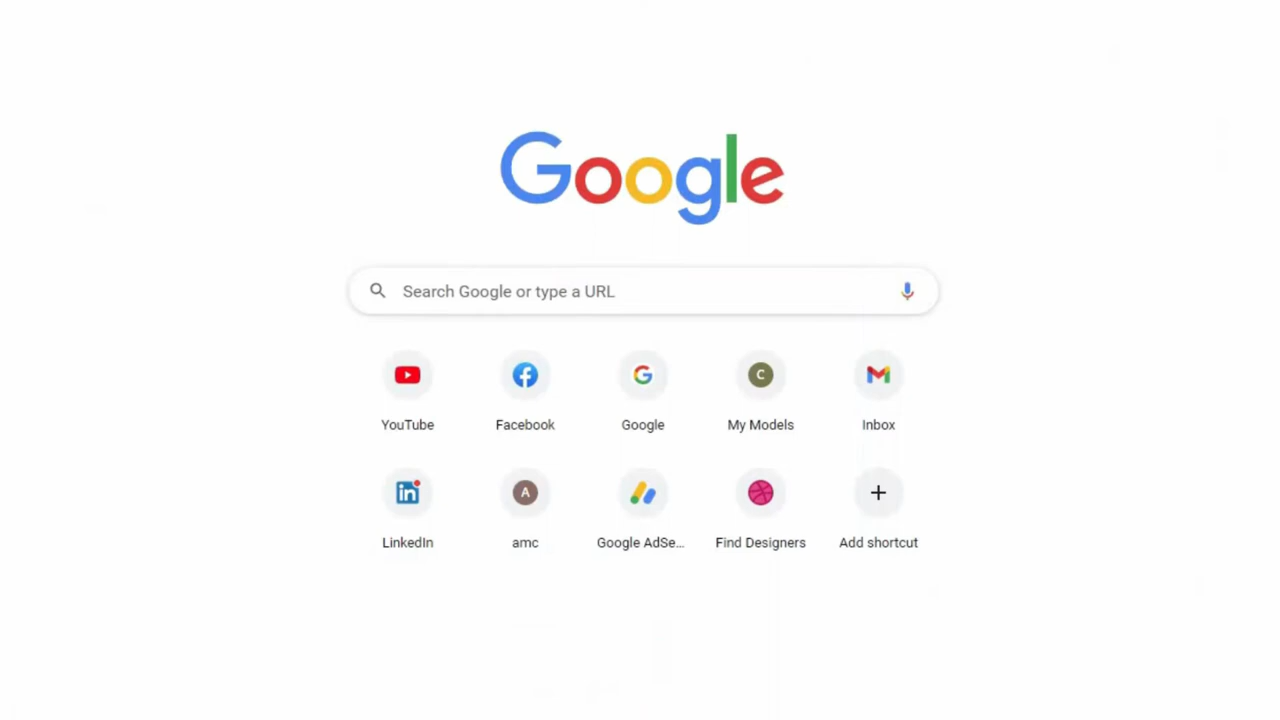 Google
Search Google or type a URL
YouTube
Facebook
Google
My Models
Inbox
LinkedIn
amc
Google AdSe...
Find Designers
Add shortcut
C
in
A